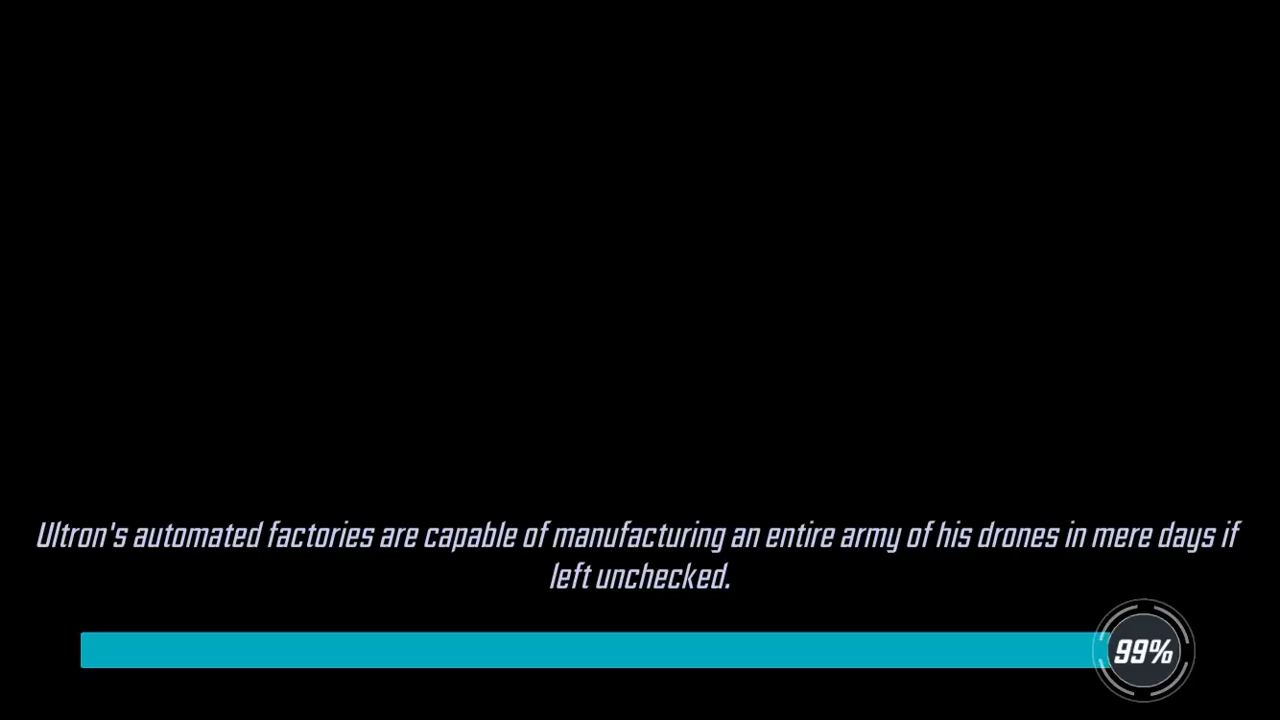 Ultron's automated factories are capable of manufacturing an entire army of his drones in mere days if
left unchecked.
99%